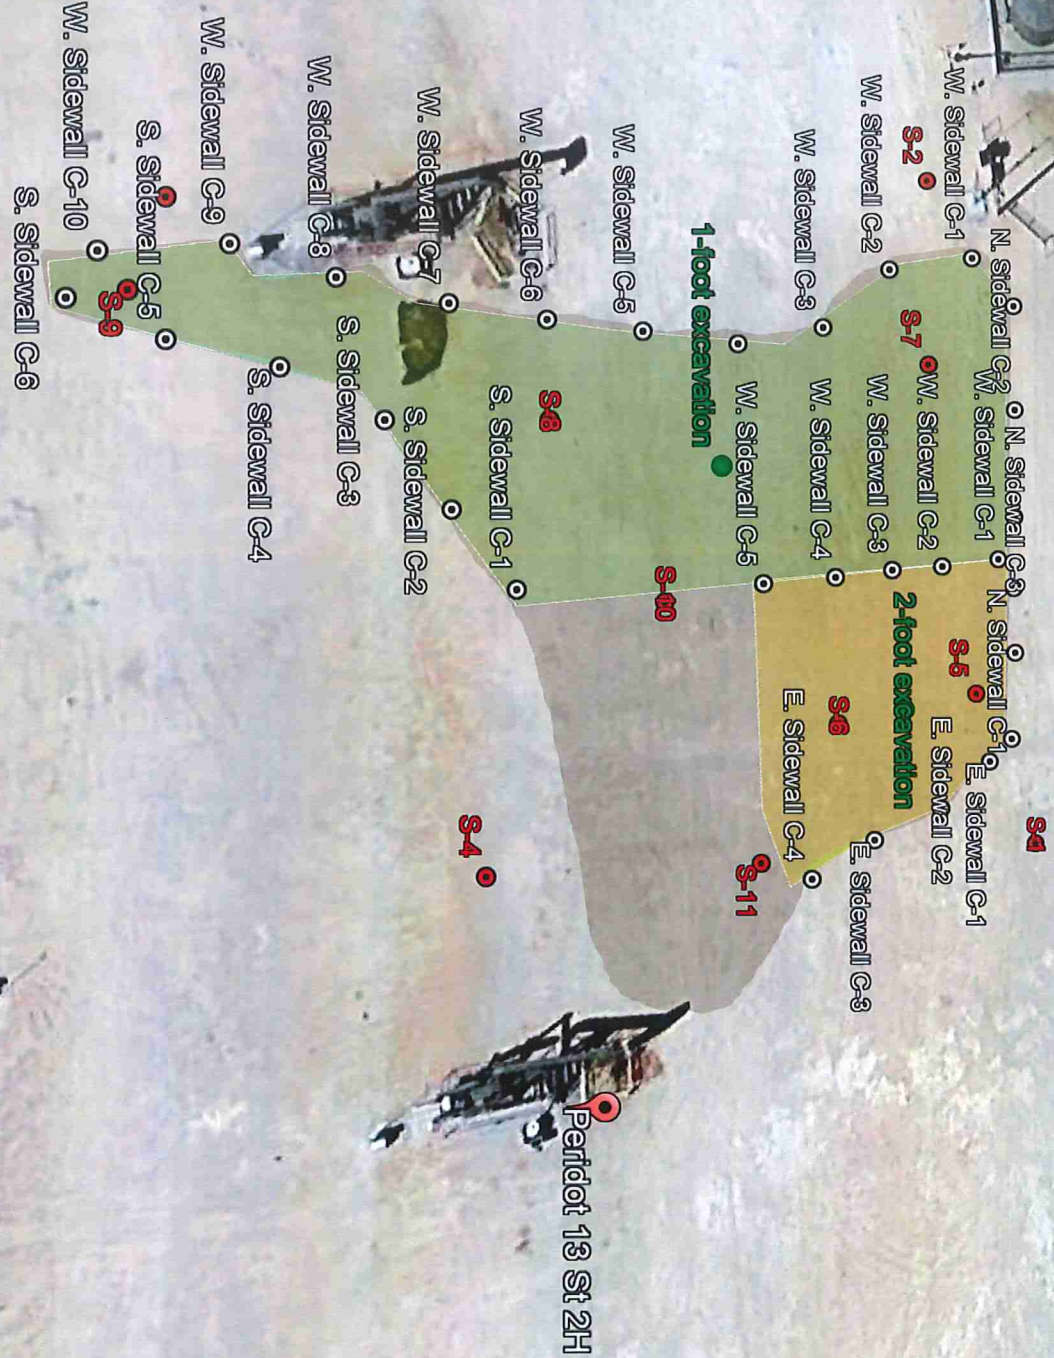 S-1
N. Sidewall C-3
N. Sidewall C-2
N. Sidewall C-1
W. Sidewall C-1
E. Sidewall C-1
S-5
W. Sidewall C-1
E. Sidewall C-2
W. Sidewall C-2
S-2
S-7
2-foot excavation
W. Sidewall C-3
W. Sidewall C-2
E. Sidewall C-3
S-6
W. Sidewall C-4
W. Sidewall C-3
E. Sidewall C-4
W. Sidewall C-5
S-11
1-foot excavation
S-10
W. Sidewall C-5
Peridot 13 St 2H
S-8
W. Sidewall C-6
S. Sidewall C-1
S-4
W. Sidewall C-7
S. Sidewall C-2
S. Sidewall C-3
W. Sidewall C-8
S. Sidewall C-4
W. Sidewall C-9
S. Sidewall C-5
S-9
W. Sidewall C-10
S. Sidewall C-6